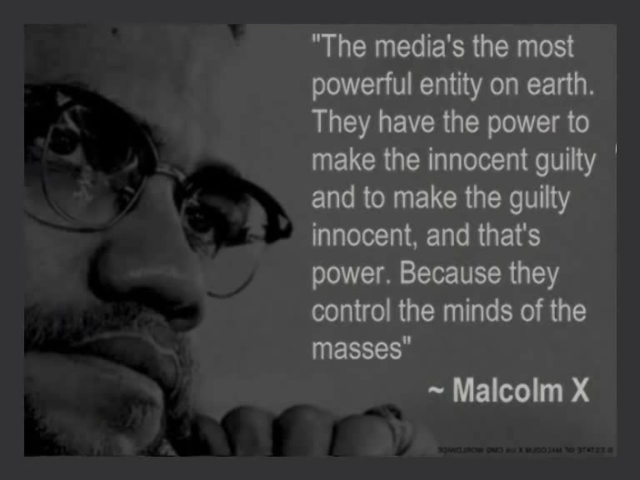 "The media's the most
powerful entity on earth.
They have the power to
make the innocent guilty
and to make the guilty
innocent, and that's
power. Because they
control the minds of the
masses"
~ Malcolm X